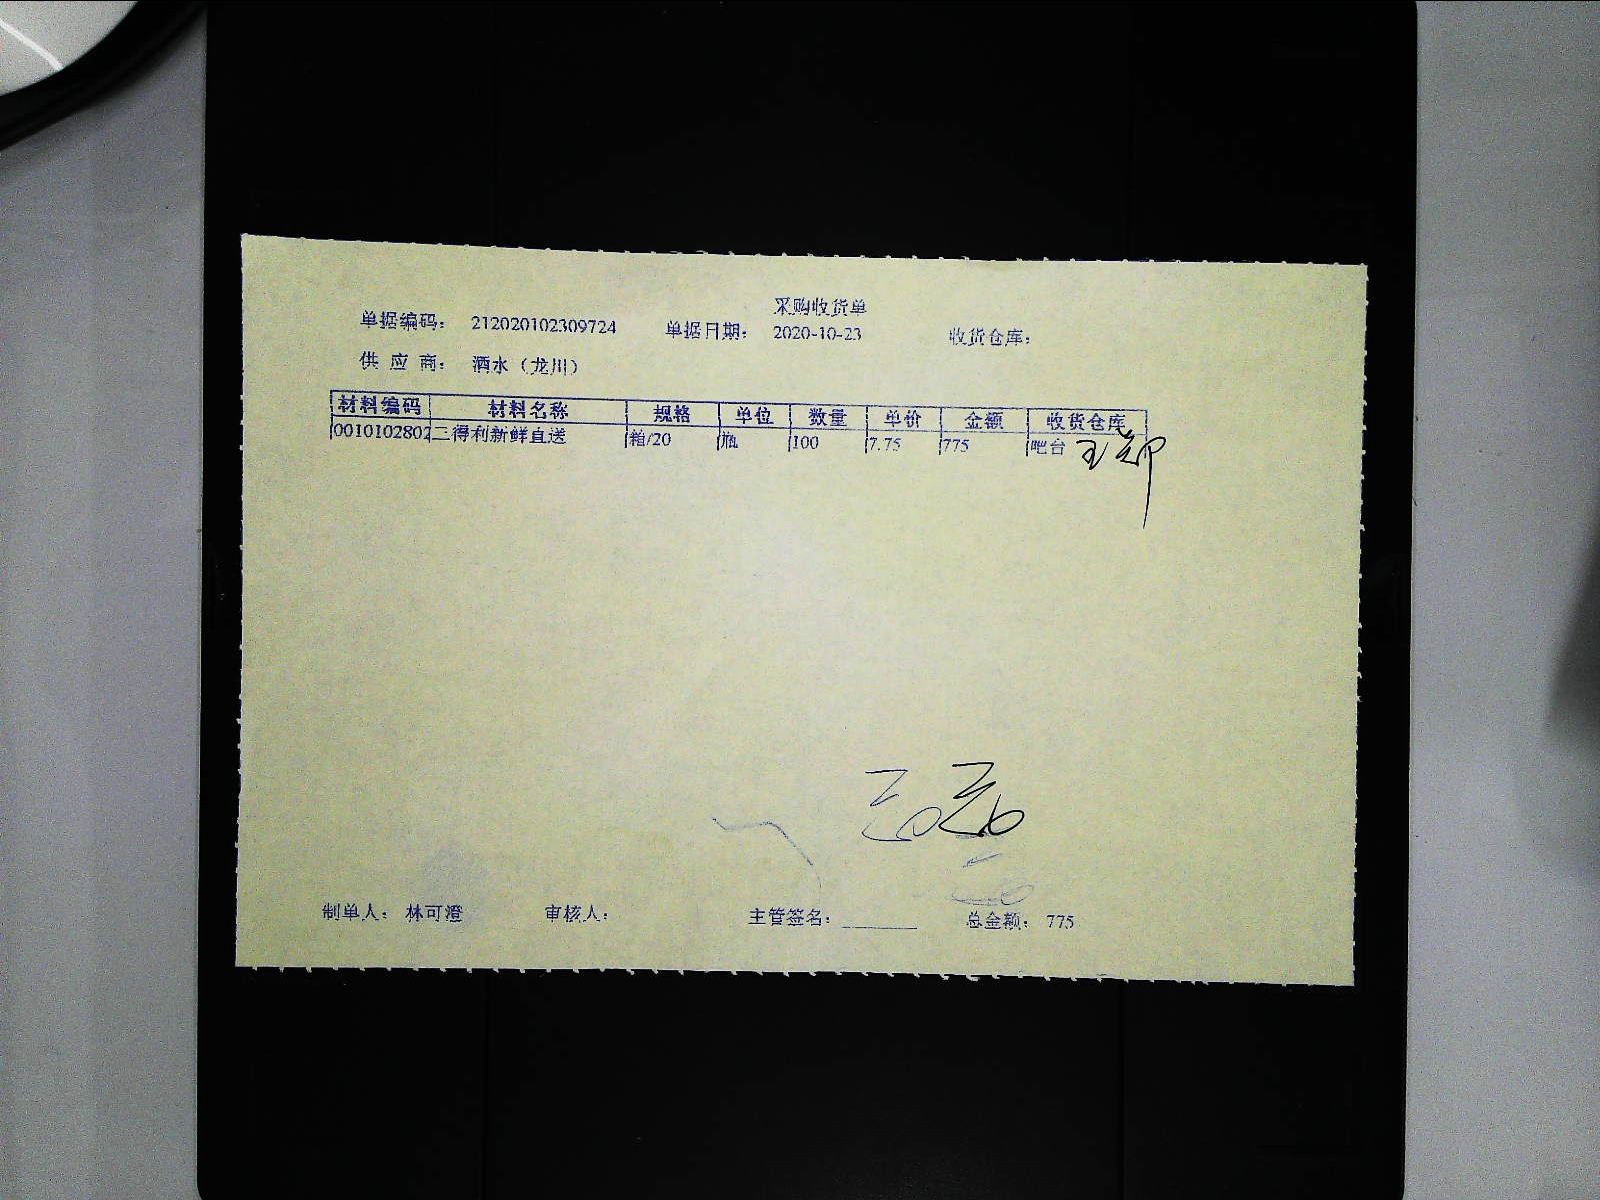 采购收货单
单据编码： 212020102309724 单据日期： 2020-10-23 收货仓库：
供 应 商： 酒水（龙川）
材料编码 材料名称 规格 单位 数量 单价 金额 收货仓库
0010102802 三得利新鲜直送 箱/20 瓶 100 7.75 775 吧台
制单人： 林可澄 审核人： 主管签名： 总金额： 775